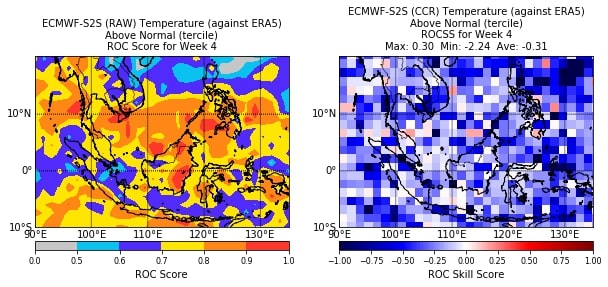 ECMWF-S2S (RAW) Temperature (against ERA5)
Above Normal (tercile)
ROC Score for Week 4
10°N
0°
10°S
90°E 100°E 110°E 120°E 130°E
0.0 0.5 0.6 0.7 0.8 0.9 1.0
ROC Score
ECMWF-S2S (CCR) Temperature (against ERA5)
Above Normal (tercile)
ROCSS for Week 4
Max: 0.30 Min: -2.24 Ave: -0.31
10°N
0°
10°S
90°E 100°E 110°E 120°E 130°E
−1.00 −0.75 −0.50 −0.25 0.00 0.25 0.50 0.75 1.00
ROC Skill Score